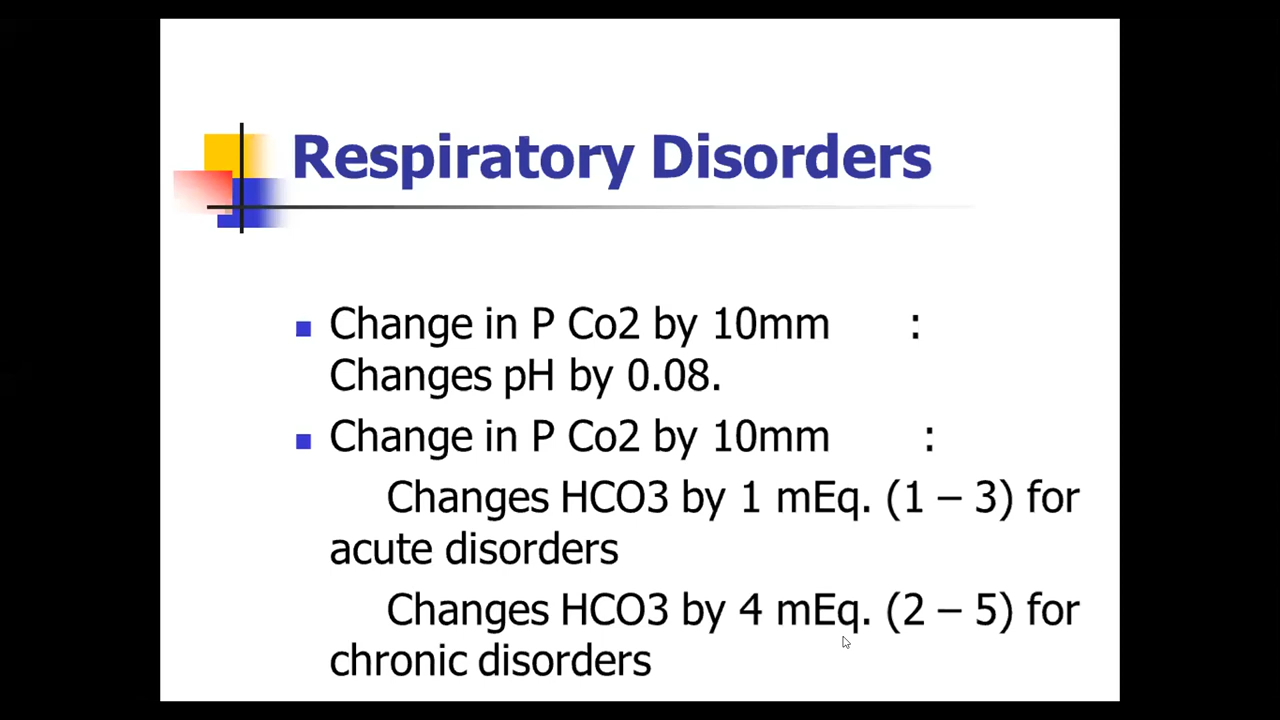 Respiratory Disorders
Change in P Co2 by 10mm :
Changes pH by 0.08.
Change in P Co2 by 10mm :
Changes HCO3 by 1 mEq. (1 – 3) for
acute disorders
Changes HCO3 by 4 mEq. (2 – 5) for
chronic disorders